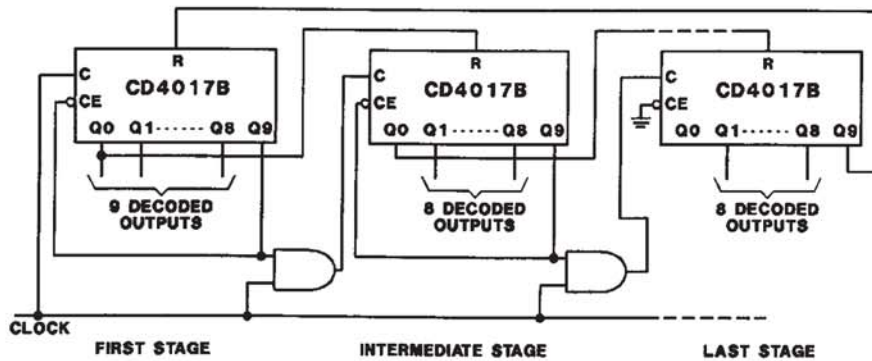 R
C
CD4017B
CE
Q0 Q1 ------ Q8 Q9
9 DECODED
OUTPUTS
R
C
CD4017B
CE
Q0 Q1 ------ Q8 Q9
8 DECODED
OUTPUTS
R
C
CD4017B
CE
Q0 Q1 ------ Q8 Q9
8 DECODED
OUTPUTS
CLOCK
FIRST STAGE
INTERMEDIATE STAGE
LAST STAGE